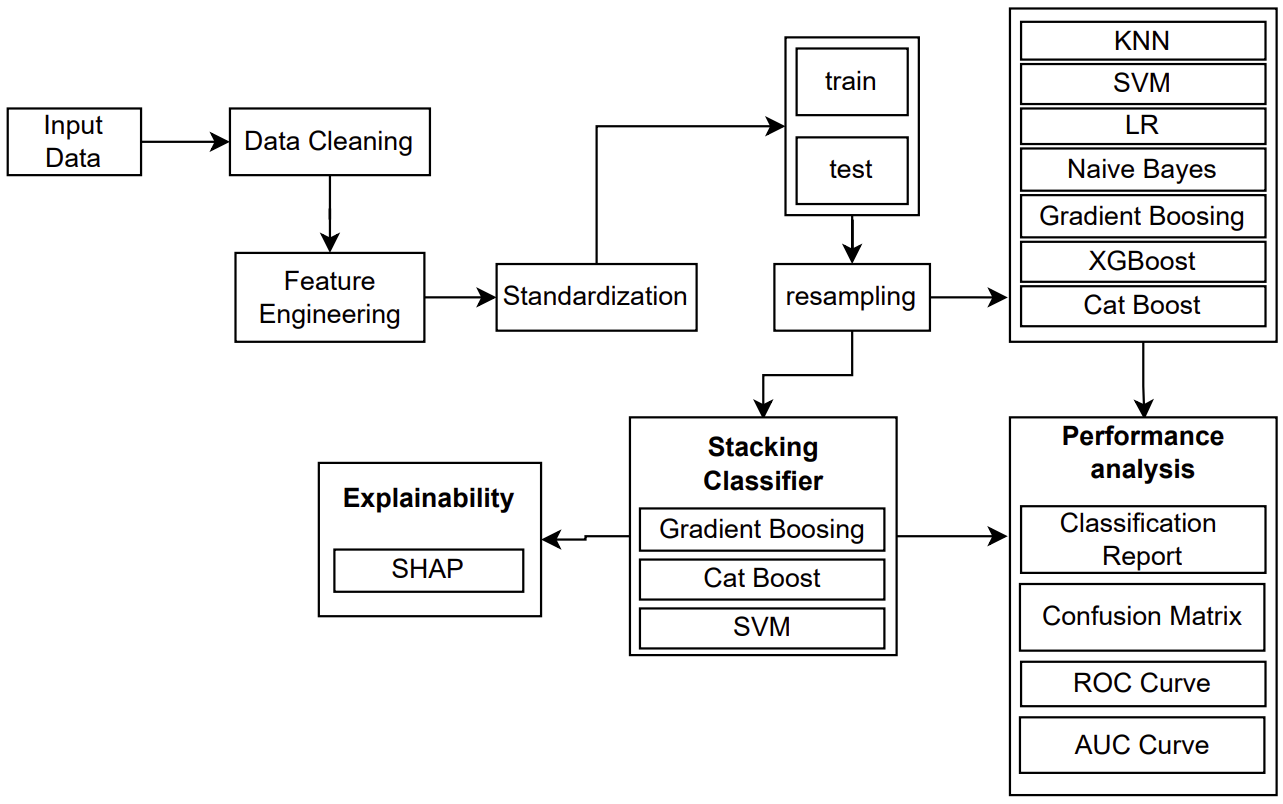 Input
Data
Data Cleaning
Feature
Engineering
Standardization
train
test
resampling
KNN
SVM
LR
Naive Bayes
Gradient Boosing
XGBoost
Cat Boost
Stacking
Classifier
Gradient Boosing
Cat Boost
SVM
Explainability
SHAP
Performance
analysis
Classification
Report
Confusion Matrix
ROC Curve
AUC Curve